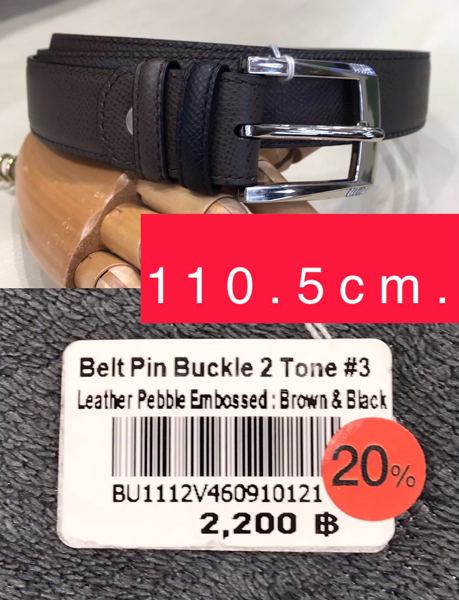 110.5cm.
Belt Pin Buckle 2 Tone #3
Leather Pebble Embossed : Brown & Black
20%
BU1112V460910121
2,200 ฿